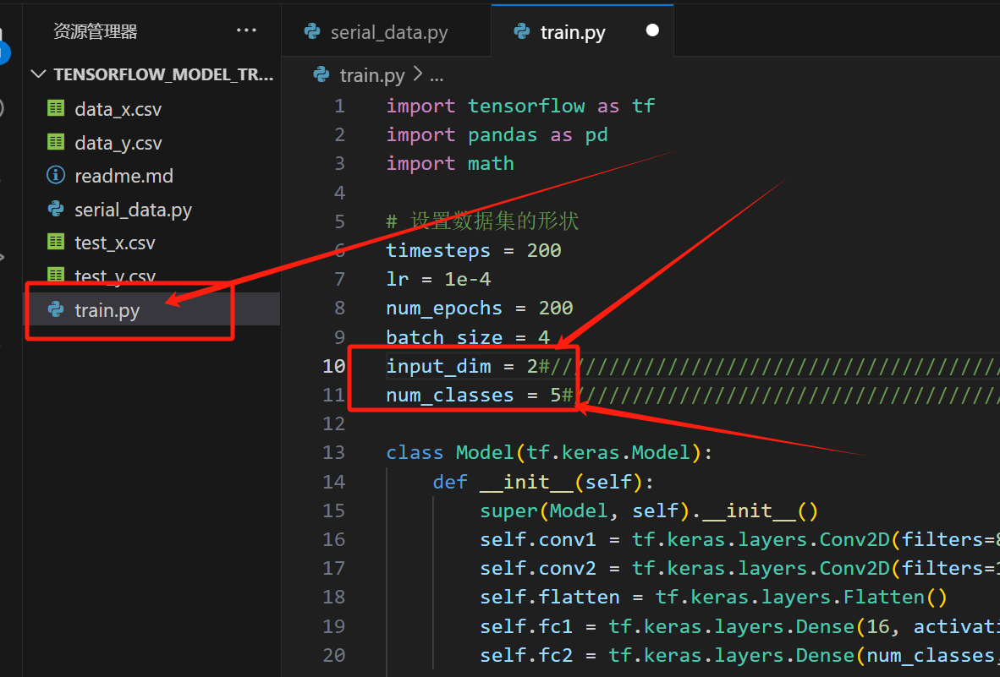 资源管理器 ...
TENSORFLOW_MODEL_TR...
data_x.csv
data_y.csv
readme.md
serial_data.py
test_x.csv
test_y.csv
train.py
serial_data.py train.py
train.py > ...
1 import tensorflow as tf
2 import pandas as pd
3 import math
4
5 # 设置数据集的形状
6 timesteps = 200
7 lr = 1e-4
8 num_epochs = 200
9 batch_size = 4
10 input_dim = 2#///////////////////////////////////////
11 num_classes = 5#/////////////////////////////////////
12
13 class Model(tf.keras.Model):
14 def __init__(self):
15 super(Model, self).__init__()
16 self.conv1 = tf.keras.layers.Conv2D(filters=8
17 self.conv2 = tf.keras.layers.Conv2D(filters=1
18 self.flatten = tf.keras.layers.Flatten()
19 self.fc1 = tf.keras.layers.Dense(16, activati
20 self.fc2 = tf.keras.layers.Dense(num_classes,